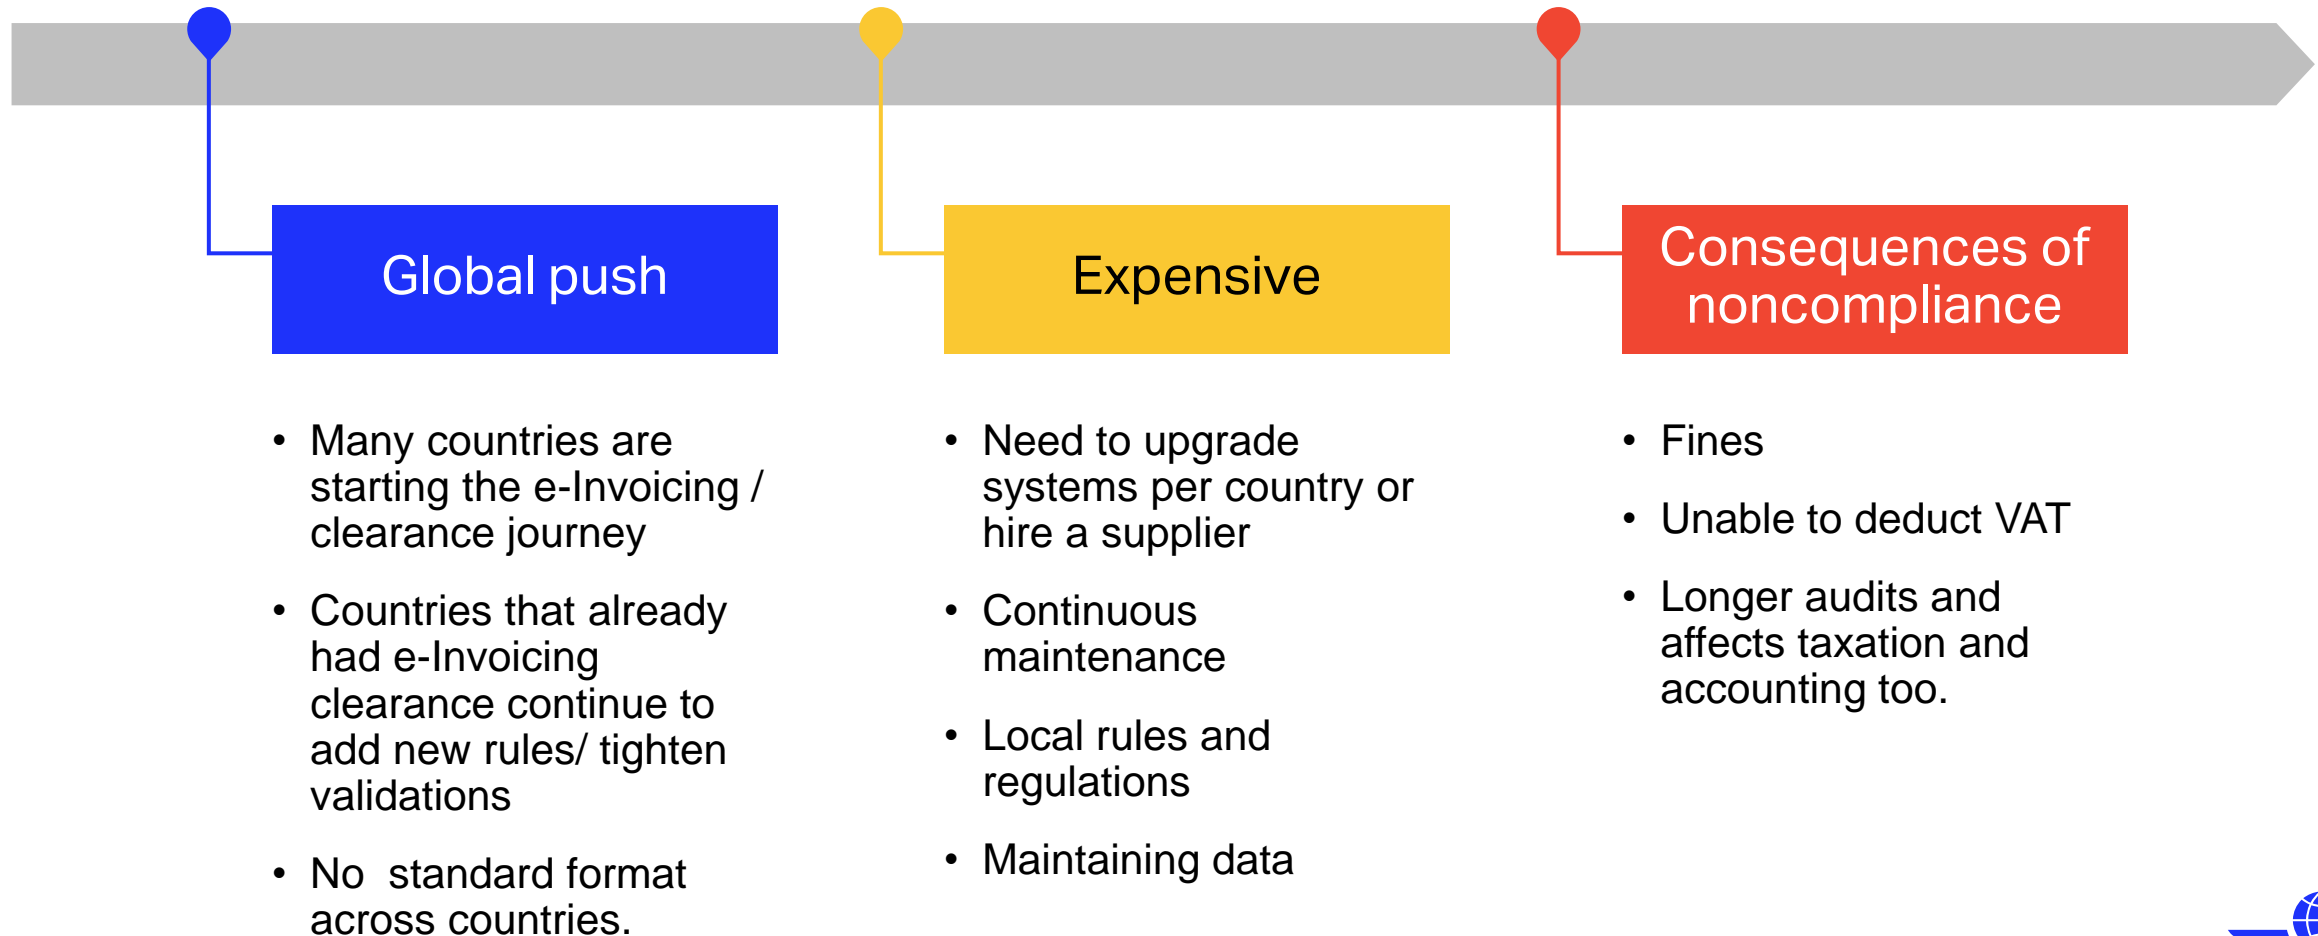 Global push
• Many countries are
starting the e-Invoicing /
clearance journey
• Countries that already
had e-Invoicing
clearance continue to
add new rules/ tighten
validations
• No  standard format
across countries.
Expensive
• Need to upgrade
systems per country or
hire a supplier
• Continuous
maintenance
• Local rules and
regulations
• Maintaining data
Consequences of
noncompliance
• Fines
• Unable to deduct VAT
• Longer audits and
affects taxation and
accounting too.